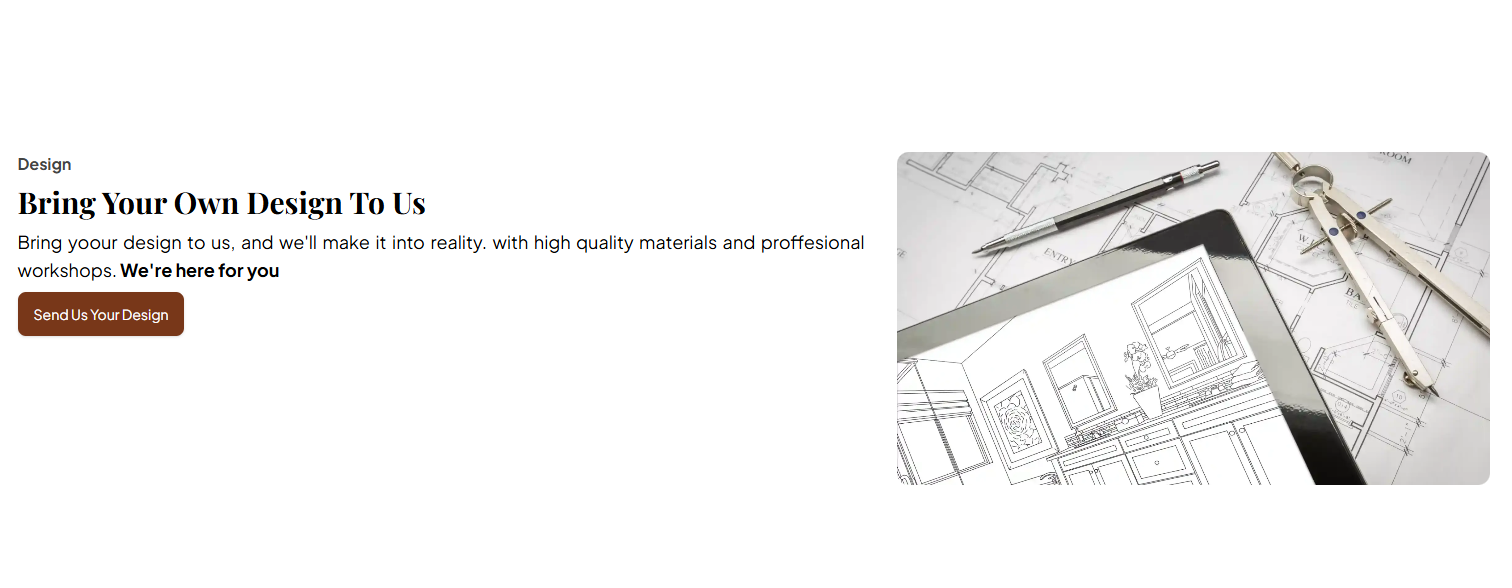 Design
Bring Your Own Design To Us
Bring yoour design to us, and we'll make it into reality. with high quality materials and proffesional
workshops. We're here for you
Send Us Your Design
ENTRY